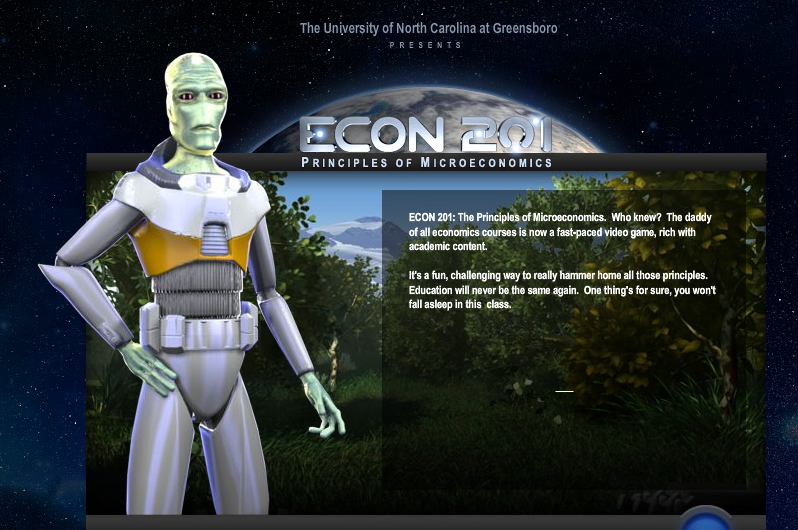 The University of North Carolina at Greensboro
PRESENTS
ECON 201
PRINCIPLES OF MICROECONOMICS
ECON 201: The Principles of Microeconomics. Who knew? The daddy
of all economics courses is now a fast-paced video game, rich with
academic content.
It's a fun, challenging way to really hammer home all those principles.
Education will never be the same again. One thing's for sure, you won't
fall asleep in this class.